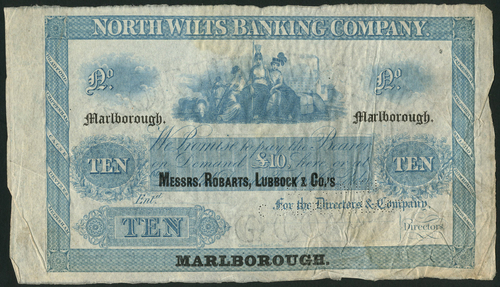 NORTH WILTS BANKING COMPANY.
No No
Marlborough. Marlborough.
We Promise to pay the Bearer
on Demand £10 here or at
TEN TEN
MESSRS. ROBARTS, LUBBOCK & CO,'S
Entd.
For the Directors & Company.
TEN
Directors
MARLBOROUGH.